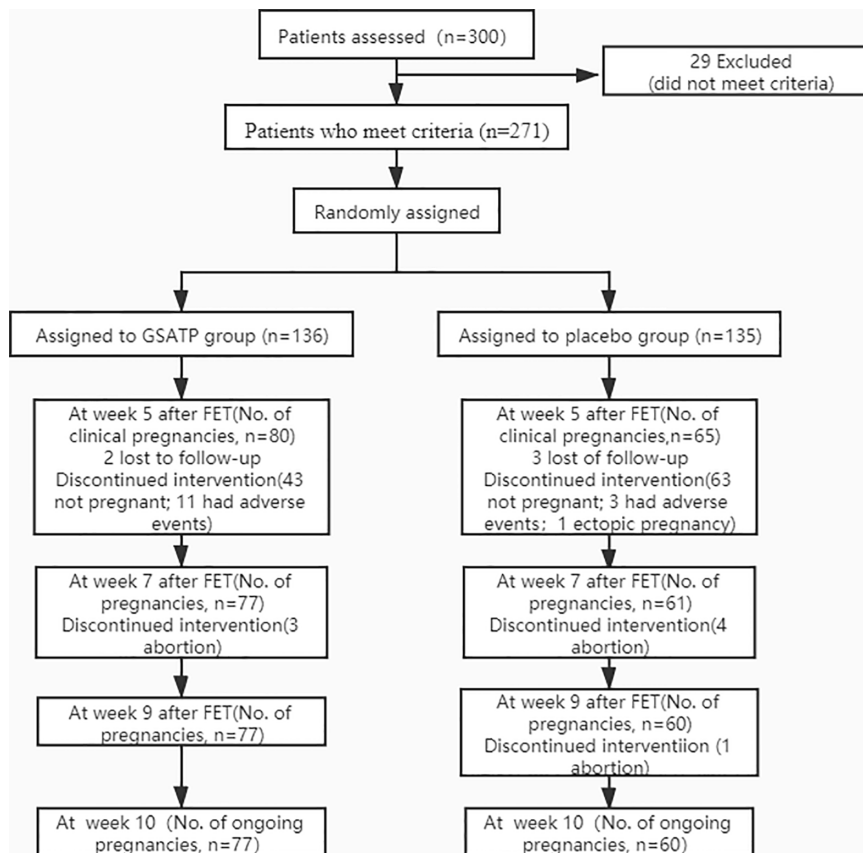 Patients assessed (n=300)
29 Excluded
(did not meet criteria)
Patients who meet criteria (n=271)
Randomly assigned
Assigned to GSATP group (n=136)
Assigned to placebo group (n=135)
At week 5 after FET(No. of
clinical pregnancies, n=80)
2 lost to follow-up
Discontinued intervention(43
not pregnant; 11 had adverse
events)
At week 5 after FET(No. of
clinical pregnancies,n=65)
3 lost of follow-up
Discontinued intervention(63
not pregnant; 3 had adverse
events; 1 ectopic pregnancy)
At week 7 after FET(No. of
pregnancies, n=77)
Discontinued intervention(3
abortion)
At week 7 after FET(No. of
pregnancies, n=61)
Discontinued intervention(4
abortion)
At week 9 after FET(No. of
pregnancies, n=77)
At week 9 after FET(No. of
pregnancies, n=60)
Discontinued interventiion (1
abortion)
At week 10 (No. of ongoing
pregnancies, n=77)
At week 10 (No. of ongoing
pregnancies, n=60)